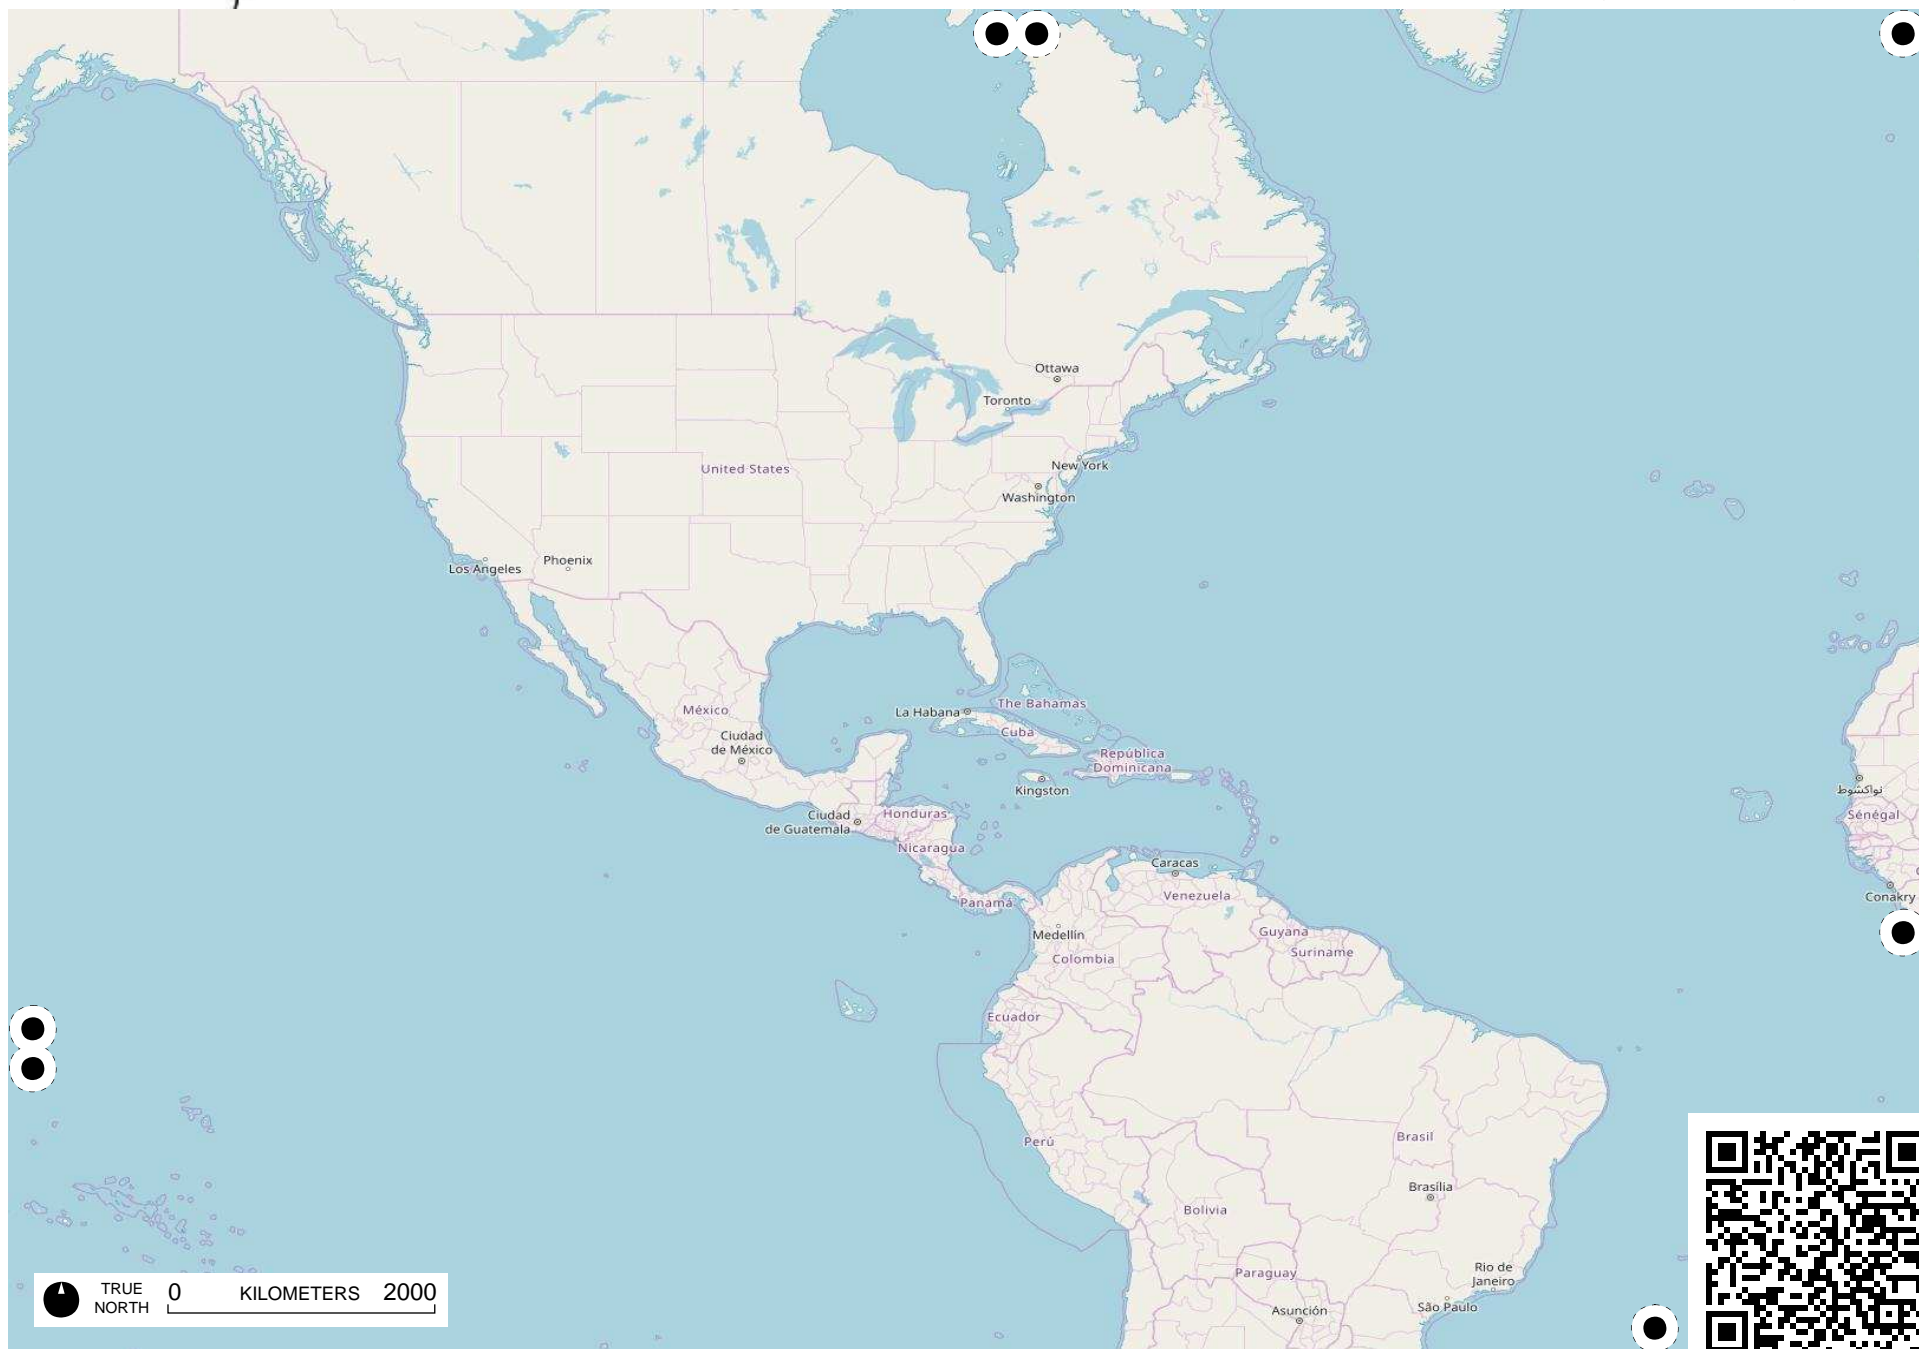 Ottawa
Toronto
New York
United States
Washington
Phoenix
Los Angeles
La Habana
The Bahamas
México
Cuba
Ciudad
de México
República
Dominicana
Kingston
نواكشوط
Ciudad
de Guatemala
Honduras
Sénégal
Nicaragua
Caracas
Venezuela
Conakry
Panamá
Medellín
Guyana
Suriname
Colombia
Ecuador
Brasil
Perú
Brasília
Bolivia
Rio de
Janeiro
Paraguay
São Paulo
Asunción
TRUE
NORTH
0 KILOMETERS 2000